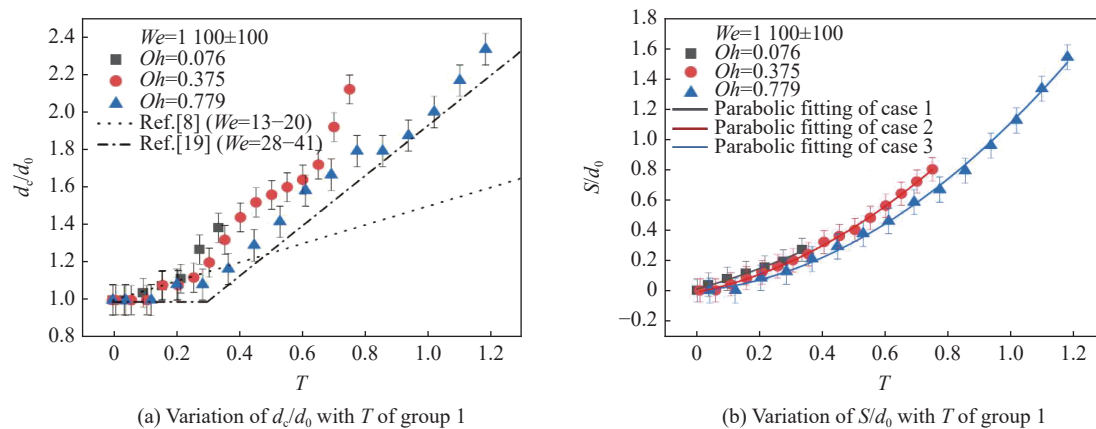 2.4
2.2
2.0
1.8
1.6
1.4
1.2
1.0
0.8
d_c/d_0
We=1 100±100
Oh=0.076
Oh=0.375
Oh=0.779
Ref.[8] (We=13−20)
Ref.[19] (We=28−41)
0 0.2 0.4 0.6 0.8 1.0 1.2
T
(a) Variation of d_c/d_0 with T of group 1
1.8
1.6
1.4
1.2
1.0
0.8
0.6
0.4
0.2
0
−0.2
S/d_0
We=1 100±100
Oh=0.076
Oh=0.375
Oh=0.779
Parabolic fitting of case 1
Parabolic fitting of case 2
Parabolic fitting of case 3
0 0.2 0.4 0.6 0.8 1.0 1.2
T
(b) Variation of S/d_0 with T of group 1